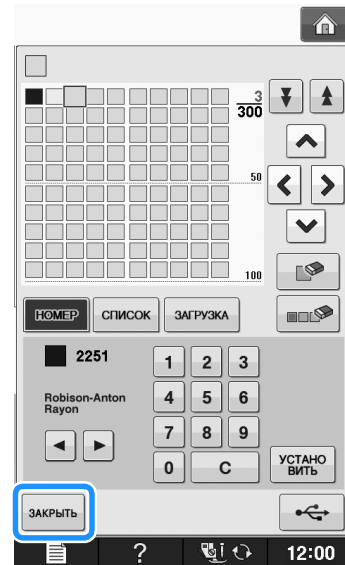 3
300
50
100
НОМЕР СПИСОК ЗАГРУЗКА
2251
Robison-Anton
Rayon
1 2 3
4 5 6
7 8 9
0 C
УСТАНО
ВИТЬ
ЗАКРЫТЬ
? 12:00